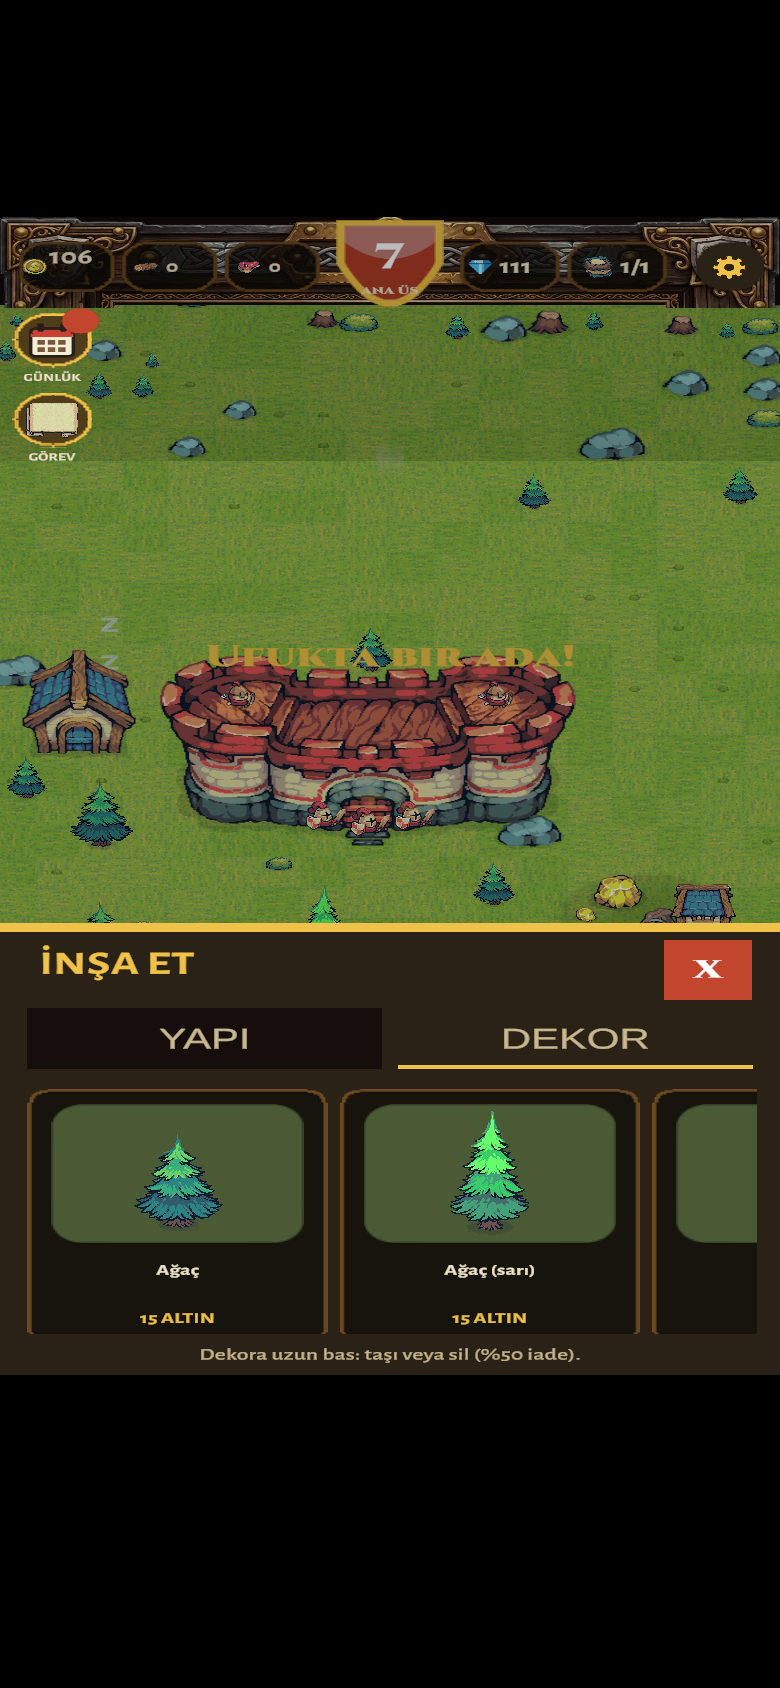 106
0
0
7
ANA ÜS
111
1/1
GÜNLÜK
GÖREV
Z
Z
UFUKTA BIR ADA!
İNŞA ET
X
YAPI
DEKOR
Ağaç
Ağaç (sarı)
15 ALTIN
15 ALTIN
Dekora uzun bas: taşı veya sil (%50 iade).